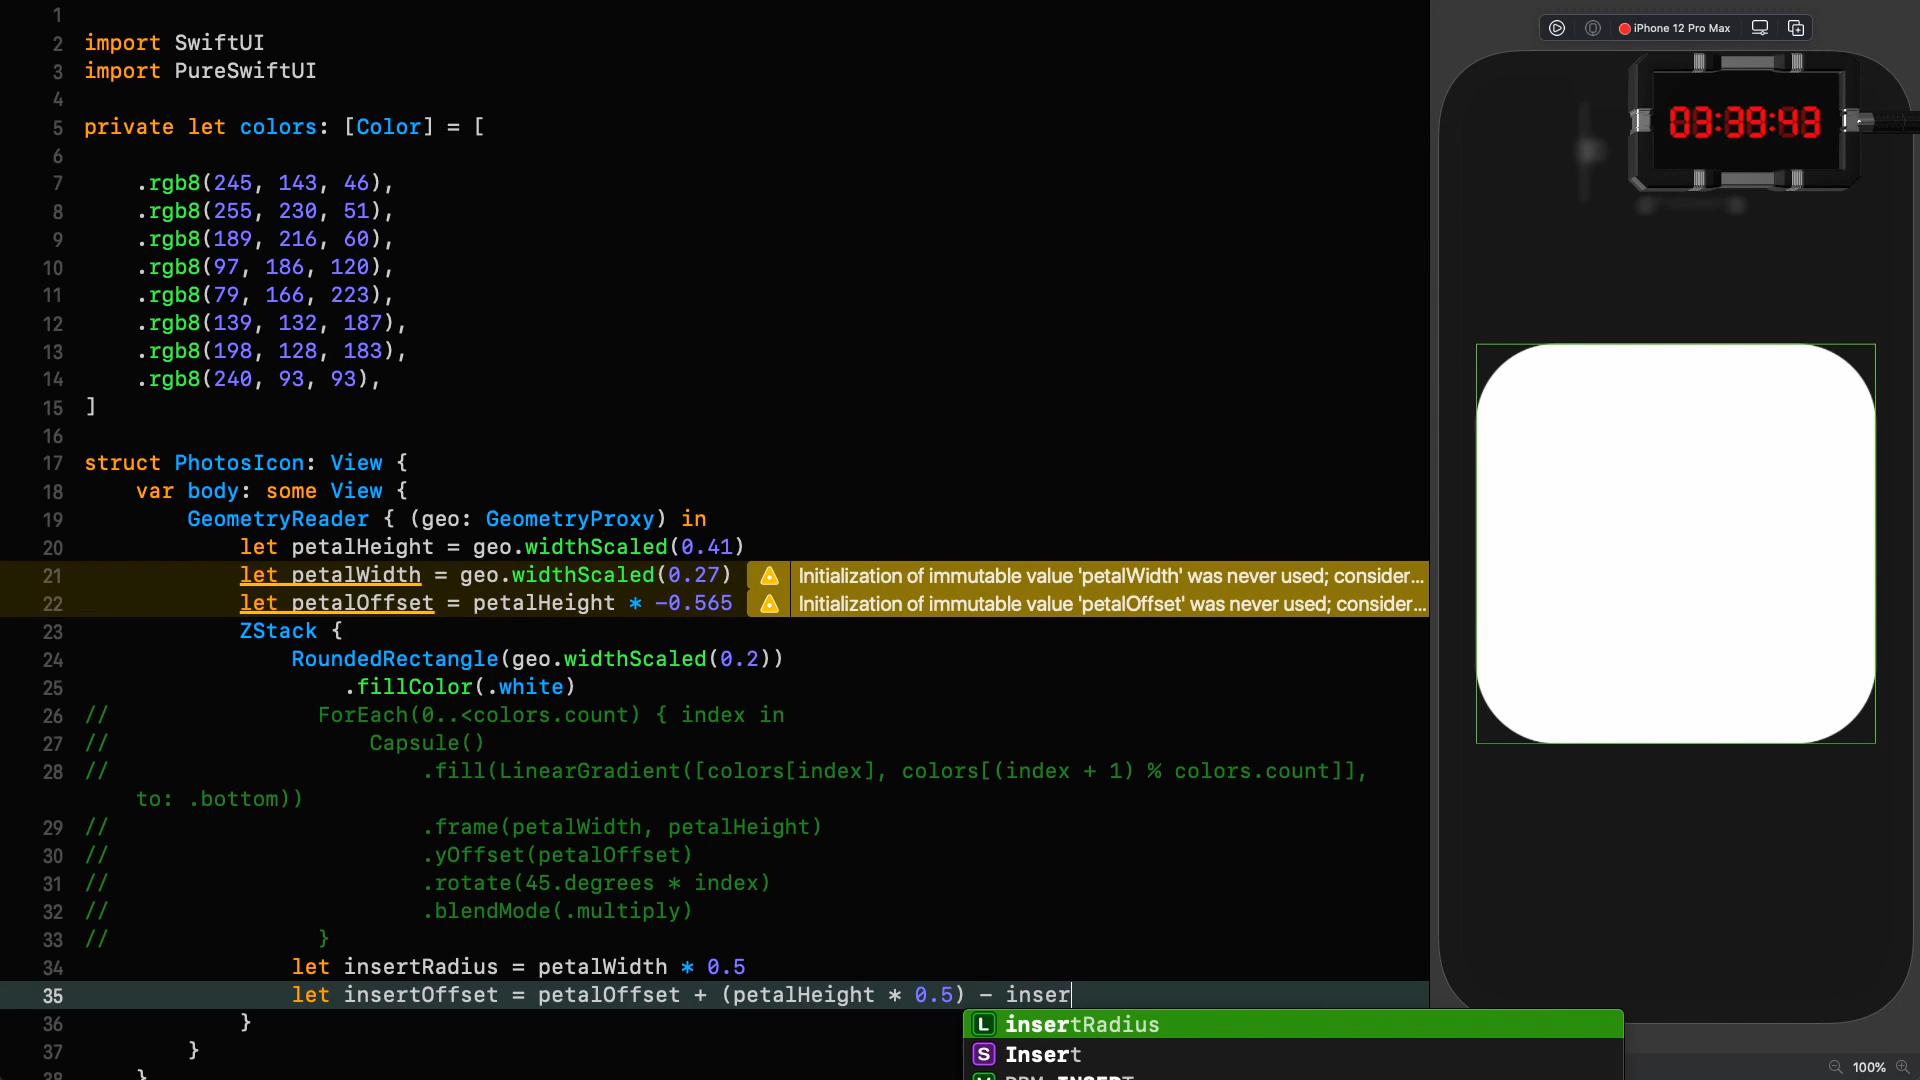 1
2 import SwiftUI
3 import PureSwiftUI
4
5 private let colors: [Color] = [
6
7 .rgb8(245, 143, 46),
8 .rgb8(255, 230, 51),
9 .rgb8(189, 216, 60),
10 .rgb8(97, 186, 120),
11 .rgb8(79, 166, 223),
12 .rgb8(139, 132, 187),
13 .rgb8(198, 128, 183),
14 .rgb8(240, 93, 93),
15 ]
16
17 struct PhotosIcon: View {
18 var body: some View {
19 GeometryReader { (geo: GeometryProxy) in
20 let petalHeight = geo.widthScaled(0.41)
21 let petalWidth = geo.widthScaled(0.27) Initialization of immutable value 'petalWidth' was never used; consider...
22 let petalOffset = petalHeight * -0.565 Initialization of immutable value 'petalOffset' was never used; consider...
23 ZStack {
24 RoundedRectangle(geo.widthScaled(0.2))
25 .fillColor(.white)
26 // ForEach(0..<colors.count) { index in
27 // Capsule()
28 // .fill(LinearGradient([colors[index], colors[(index + 1) % colors.count]],
to: .bottom))
29 // .frame(petalWidth, petalHeight)
30 // .yOffset(petalOffset)
31 // .rotate(45.degrees * index)
32 // .blendMode(.multiply)
33 // }
34 let insertRadius = petalWidth * 0.5
35 let insertOffset = petalOffset + (petalHeight * 0.5) - inser
36 }
37 }
38 }
L insertRadius
S Insert
iPhone 12 Pro Max
03:39:43
100%